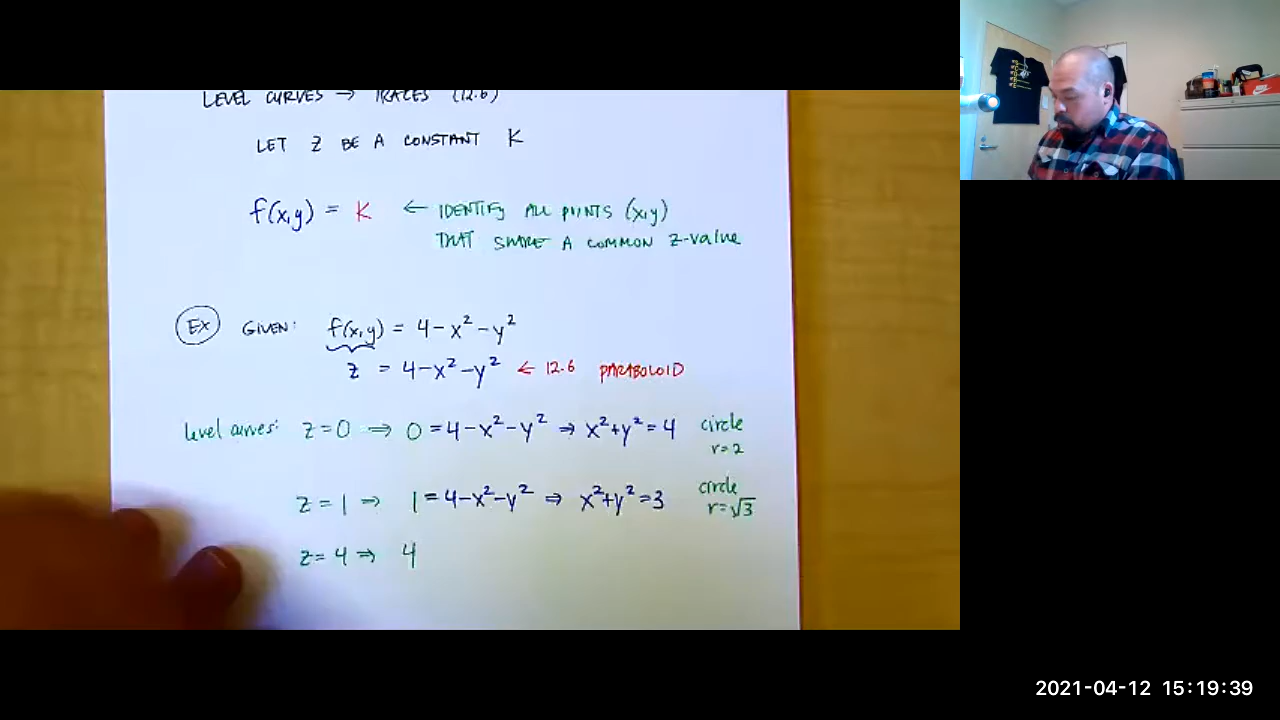 LEVEL CURVES → TRACES (12.6)
LET Z BE A CONSTANT K
f(x,y) = K ← IDENTIFY ALL POINTS (x,y)
THAT SHARE A COMMON Z-value
Ex GIVEN: f(x,y) = 4-x²-y²
z = 4-x²-y² ← 12.6 PARABOLOID
Level curves: z=0 ⇒ 0=4-x²-y² ⇒ x²+y²=4 circle
r=2
z=1 ⇒ 1=4-x²-y² ⇒ x²+y²=3 circle
r=√3
z=4 ⇒ 4
2021-04-12 15:19:39